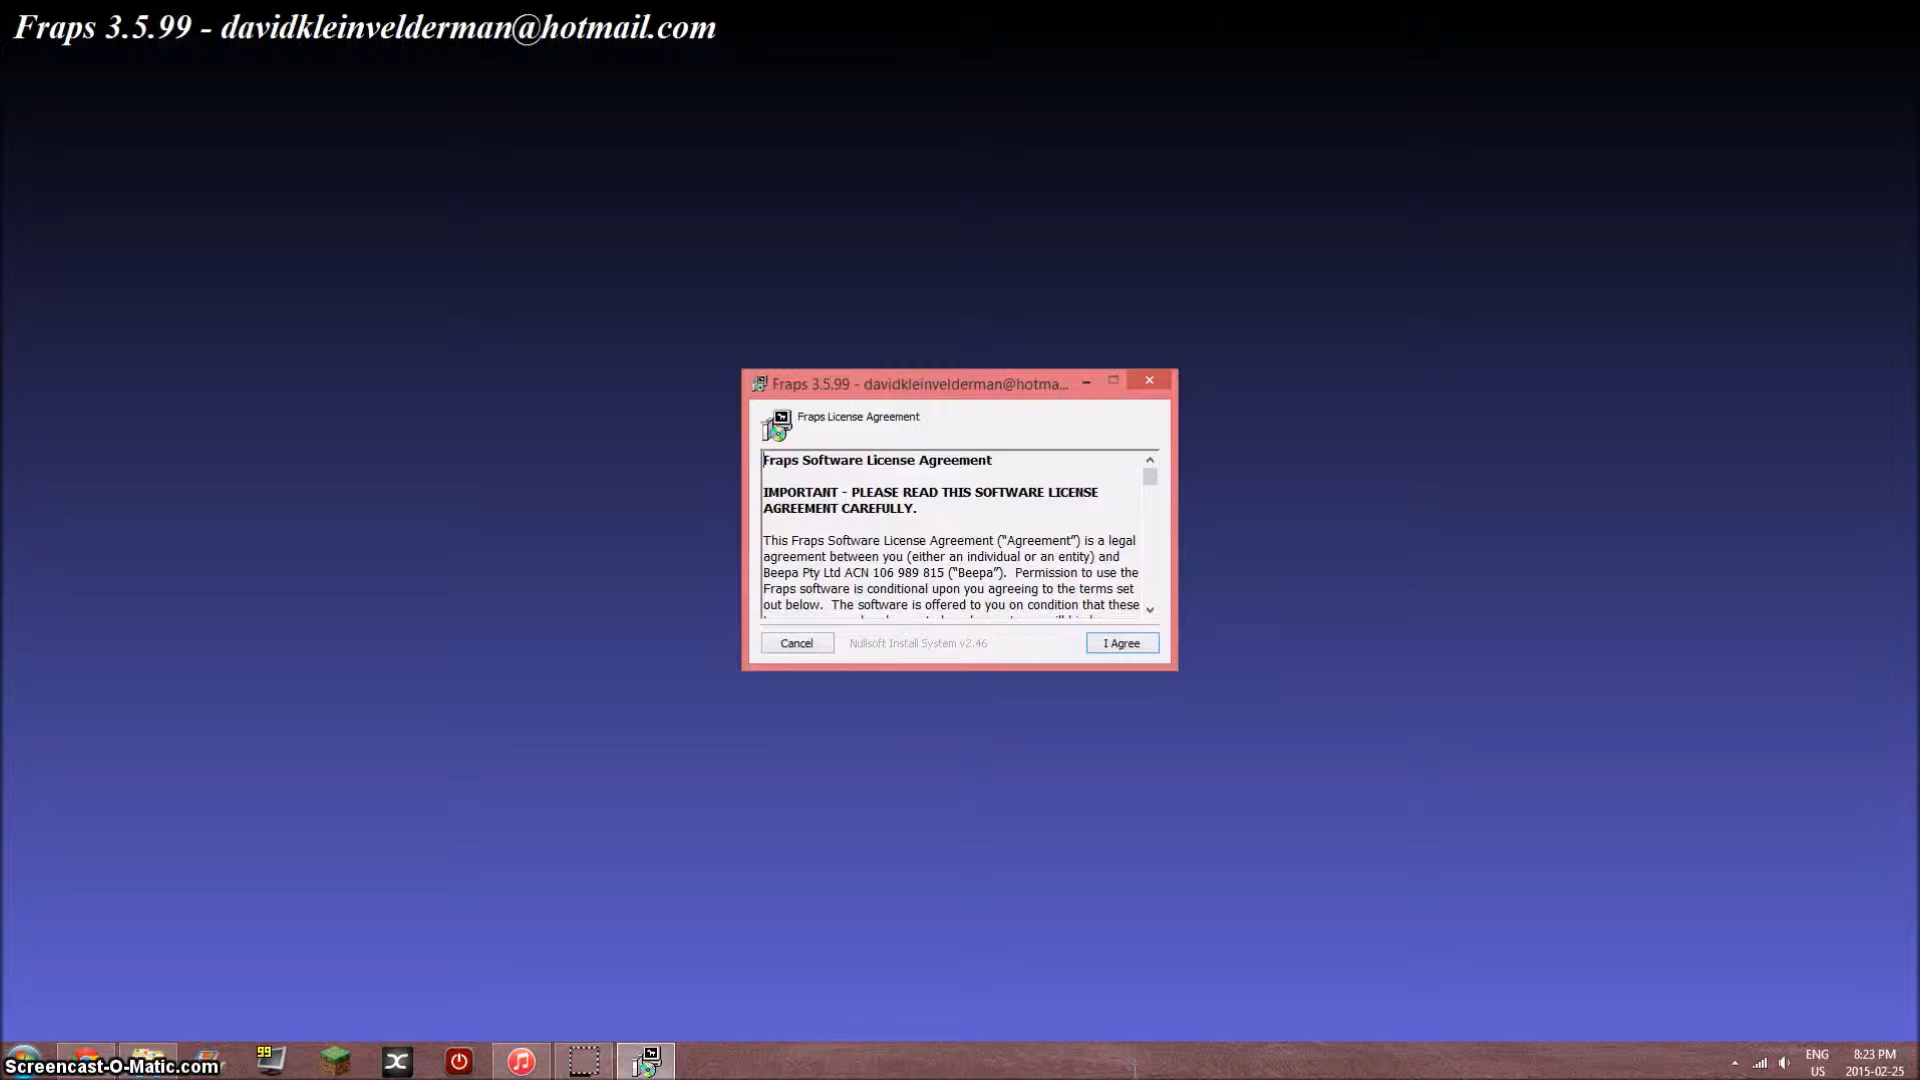 Fraps 3.5.99 - davidkleinvelderman@hotmail.com
Fraps 3.5.99 - davidkleinvelderman@hotma...
Fraps License Agreement
Fraps Software License Agreement
IMPORTANT - PLEASE READ THIS SOFTWARE LICENSE
AGREEMENT CAREFULLY.
This Fraps Software License Agreement (“Agreement”) is a legal
agreement between you (either an individual or an entity) and
Beepa Pty Ltd ACN 106 989 815 (“Beepa”).  Permission to use the
Fraps software is conditional upon you agreeing to the terms set
out below.  The software is offered to you on condition that these
Cancel
Nullsoft Install System v2.46
I Agree
99
Screencast-O-Matic.com
ENG
US
8:23 PM
2015-02-25